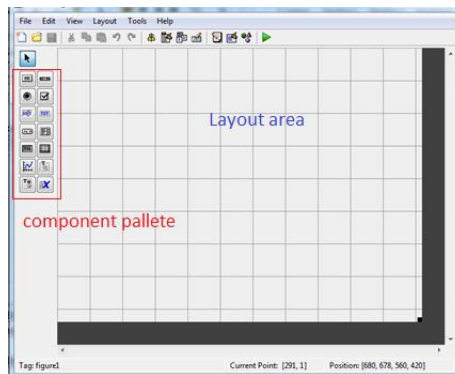 File Edit View Layout Tools Help
Layout area
component pallete
Tag: figure1 Current Point: [291, 1] Position: [680, 678, 560, 420]